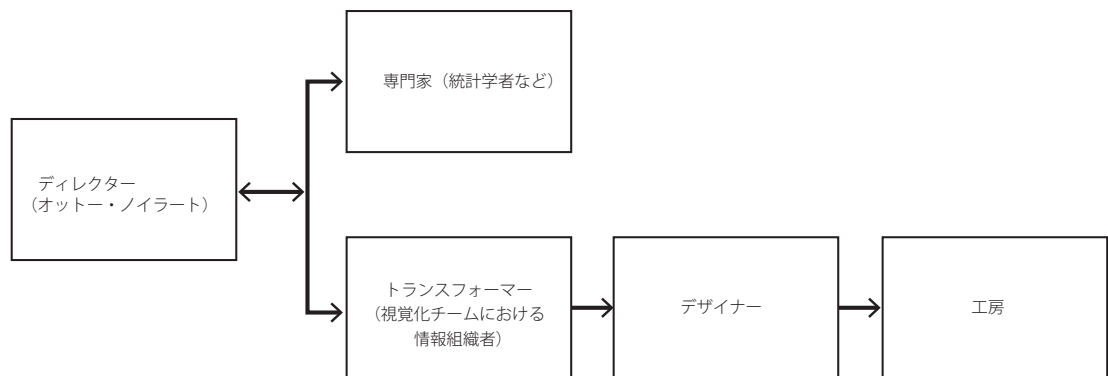 専門家（統計学者など）
ディレクター
（オットー・ノイラート）
トランスフォーマー
（視覚化チームにおける
情報組織者）
デザイナー
工房